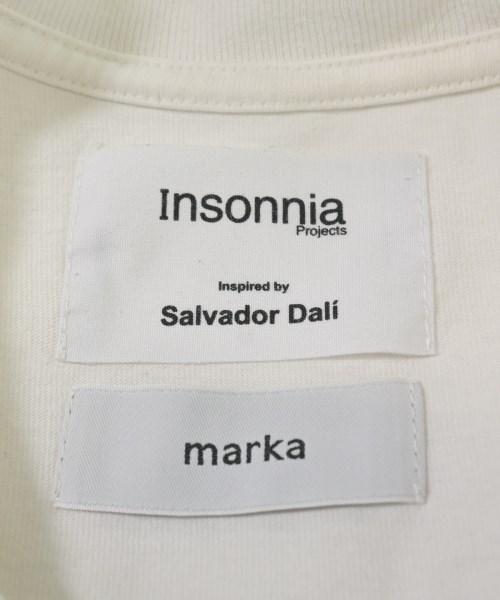 Insonnia
Projects
Inspired by
Salvador Dalí
marka